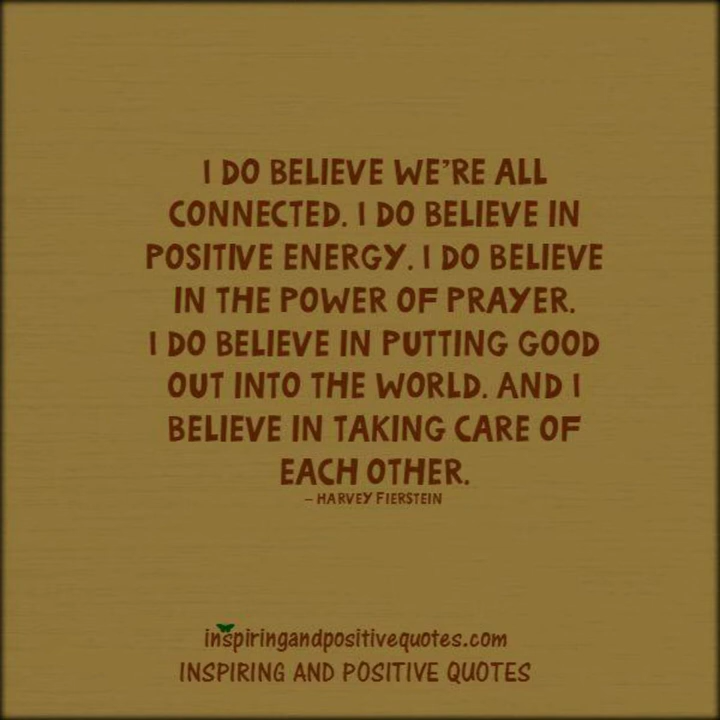 I DO BELIEVE WE'RE ALL
CONNECTED. I DO BELIEVE IN
POSITIVE ENERGY. I DO BELIEVE
IN THE POWER OF PRAYER.
I DO BELIEVE IN PUTTING GOOD
OUT INTO THE WORLD. AND I
BELIEVE IN TAKING CARE OF
EACH OTHER.
– HARVEY FIERSTEIN
inspiringandpositivequotes.com
INSPIRING AND POSITIVE QUOTES